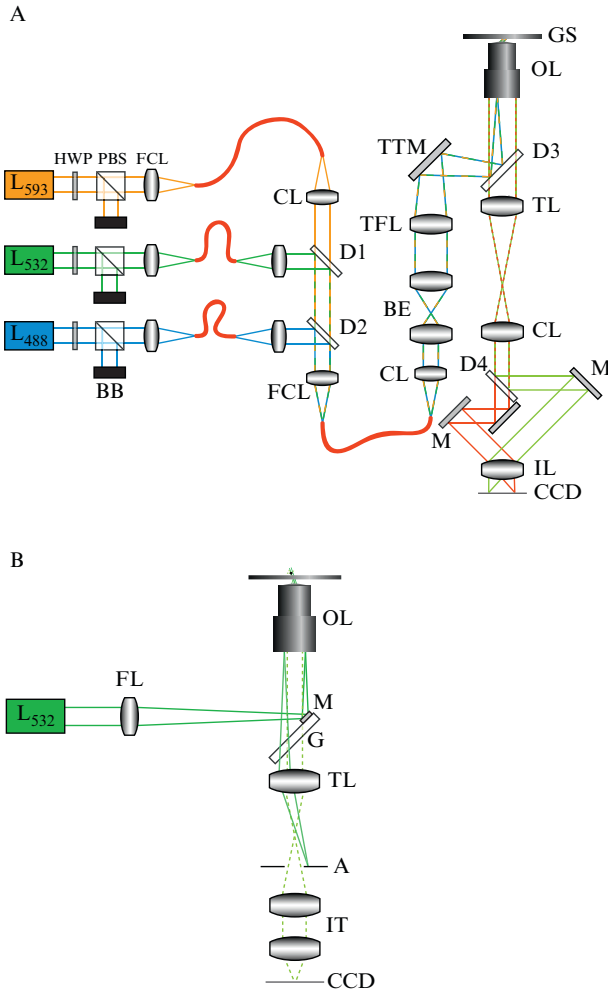 A
GS
OL
HWP PBS FCL
TTM
D3
L593
CL
TL
TFL
D1
L532
BE
D2
CL
L488
D4
M
CL
BB
FCL
M
IL
CCD
B
OL
FL
M
L532
G
TL
A
IT
CCD